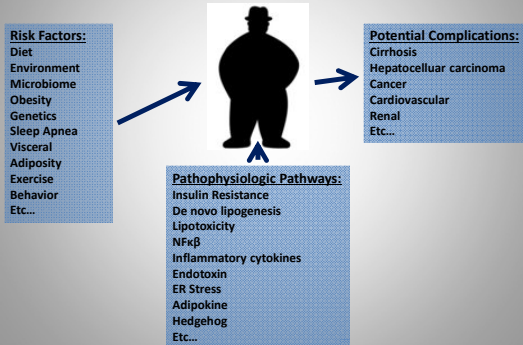 Risk Factors:
Diet
Environment
Microbiome
Obesity
Genetics
Sleep Apnea
Visceral
Adiposity
Exercise
Behavior
Etc...
Potential Complications:
Cirrhosis
Hepatocelluar carcinoma
Cancer
Cardiovascular
Renal
Etc...
Pathophysiologic Pathways:
Insulin Resistance
De novo lipogenesis
Lipotoxicity
NFκβ
Inflammatory cytokines
Endotoxin
ER Stress
Adipokine
Hedgehog
Etc...